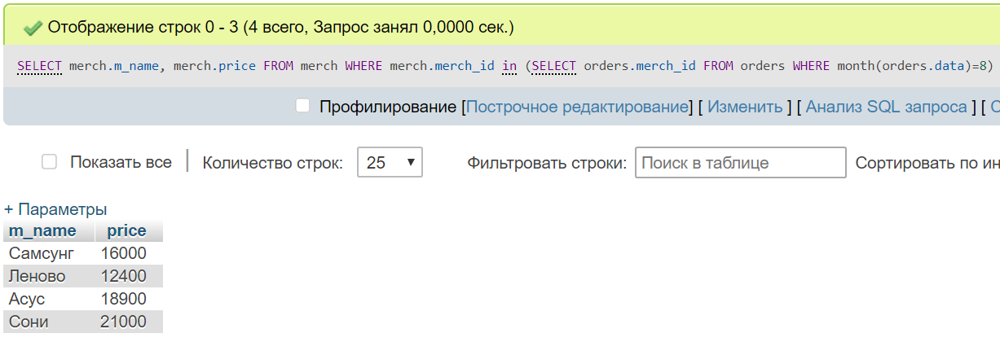 Отображение строк 0 - 3 (4 всего, Запрос занял 0,0000 сек.)
SELECT merch.m_name, merch.price FROM merch WHERE merch.merch_id in (SELECT orders.merch_id FROM orders WHERE month(orders.data)=8)
Профилирование [Построчное редактирование] [ Изменить ] [ Анализ SQL запроса ] [
Показать все | Количество строк: 25 Фильтровать строки: Поиск в таблице Сортировать по
+ Параметры
m_name price
Самсунг 16000
Леново 12400
Асус 18900
Сони 21000